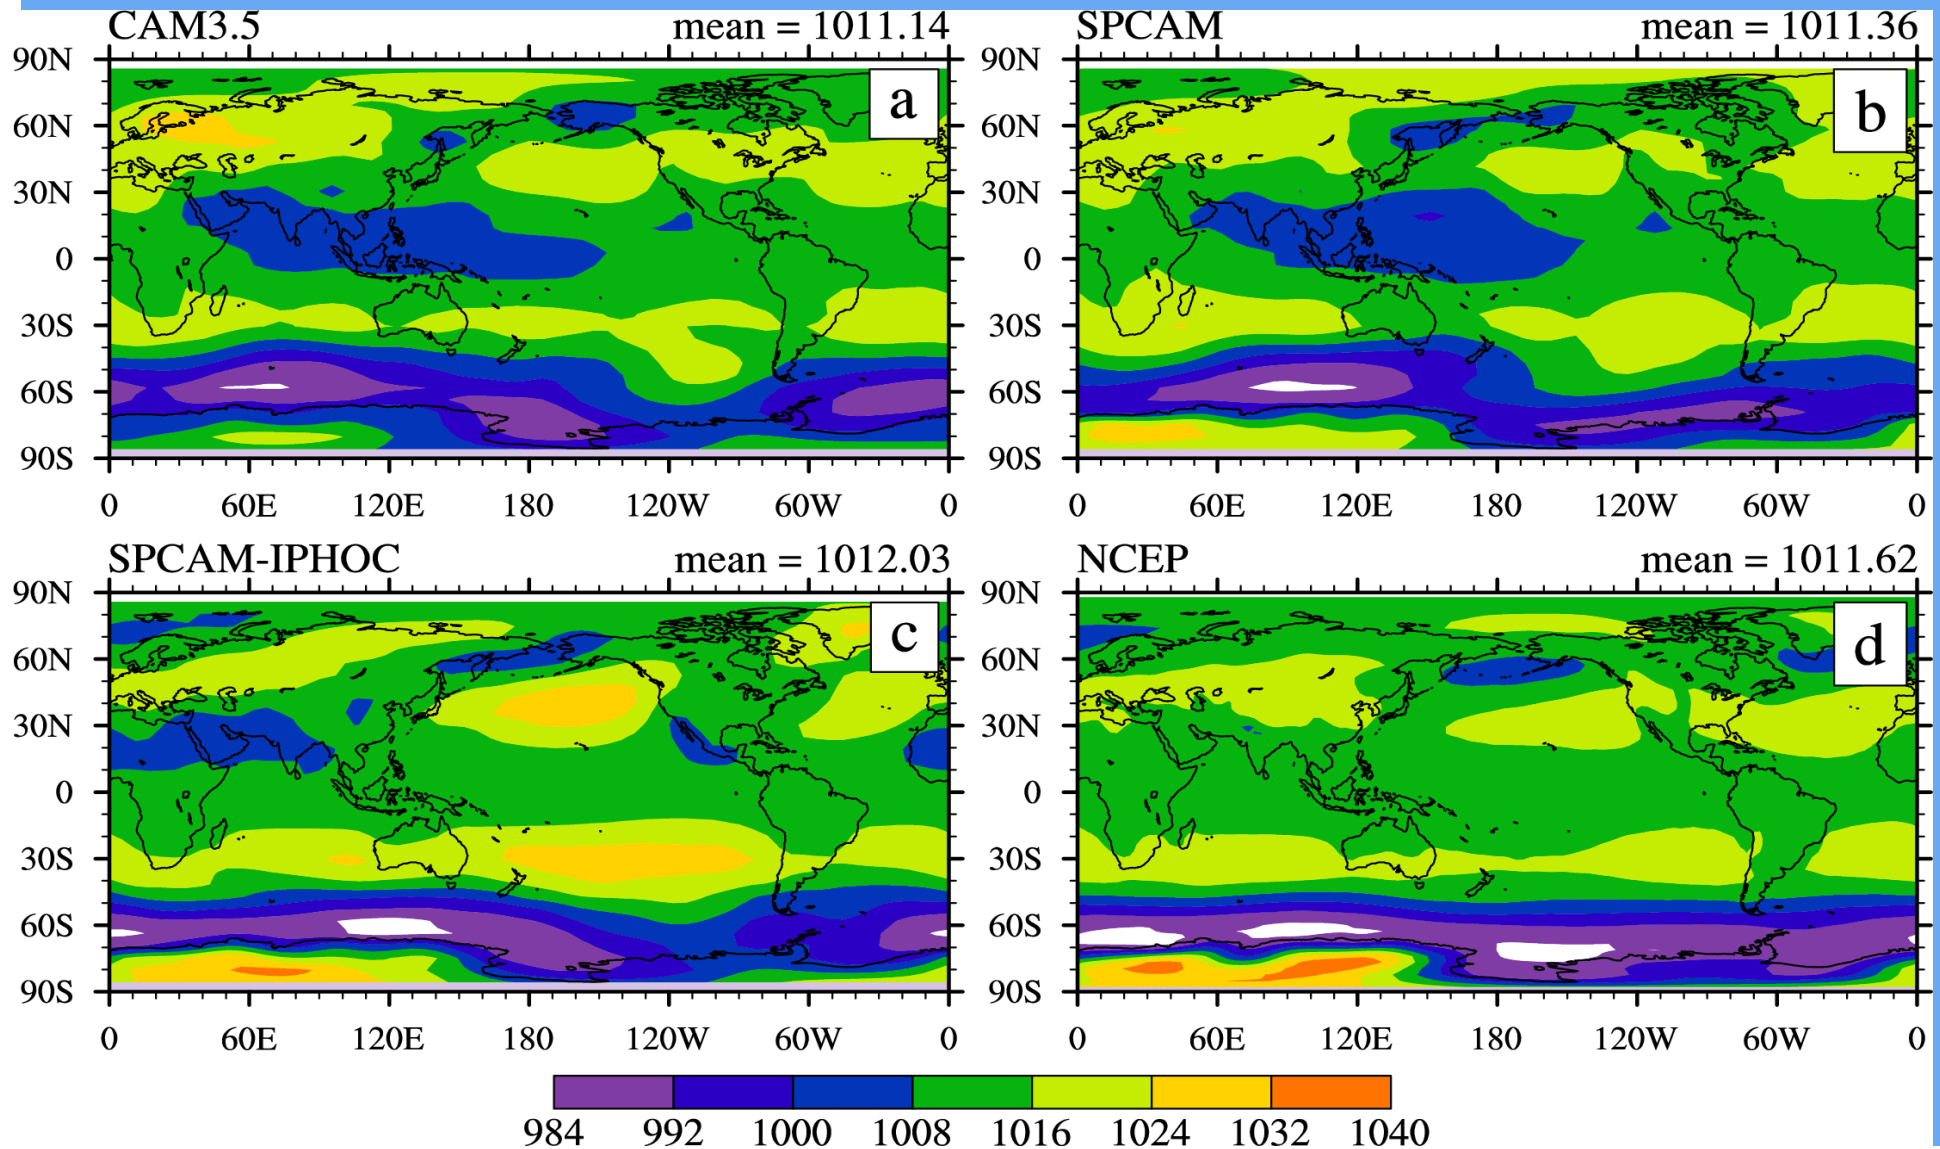 CAM3.5 mean = 1011.14
SPCAM mean = 1011.36
90N 60N 30N 0 30S 60S 90S
a
90N 60N 30N 0 30S 60S 90S
b
0 60E 120E 180 120W 60W 0
0 60E 120E 180 120W 60W 0
SPCAM-IPHOC mean = 1012.03
NCEP mean = 1011.62
90N 60N 30N 0 30S 60S 90S
c
90N 60N 30N 0 30S 60S 90S
d
0 60E 120E 180 120W 60W 0
0 60E 120E 180 120W 60W 0
984 992 1000 1008 1016 1024 1032 1040